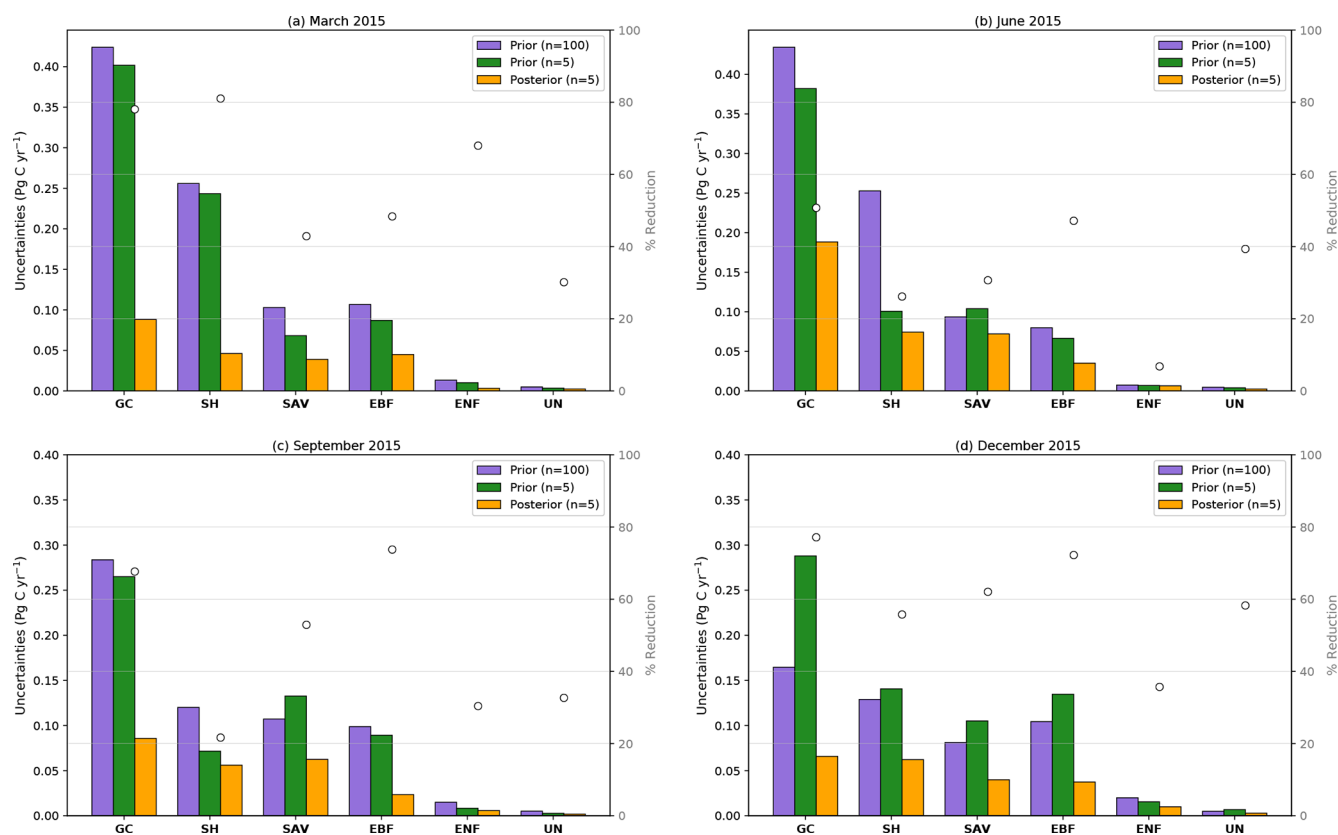 (a) March 2015
Prior (n=100)
Prior (n=5)
Posterior (n=5)
Uncertainties (Pg C yr⁻¹)
0.40
0.35
0.30
0.25
0.20
0.15
0.10
0.05
0.00
100
80
60
40
20
0
% Reduction
GC SH SAV EBF ENF UN
(b) June 2015
Prior (n=100)
Prior (n=5)
Posterior (n=5)
Uncertainties (Pg C yr⁻¹)
0.40
0.35
0.30
0.25
0.20
0.15
0.10
0.05
0.00
100
80
60
40
20
0
% Reduction
GC SH SAV EBF ENF UN
(c) September 2015
Prior (n=100)
Prior (n=5)
Posterior (n=5)
Uncertainties (Pg C yr⁻¹)
0.40
0.35
0.30
0.25
0.20
0.15
0.10
0.05
0.00
100
80
60
40
20
0
% Reduction
GC SH SAV EBF ENF UN
(d) December 2015
Prior (n=100)
Prior (n=5)
Posterior (n=5)
Uncertainties (Pg C yr⁻¹)
0.40
0.35
0.30
0.25
0.20
0.15
0.10
0.05
0.00
100
80
60
40
20
0
% Reduction
GC SH SAV EBF ENF UN